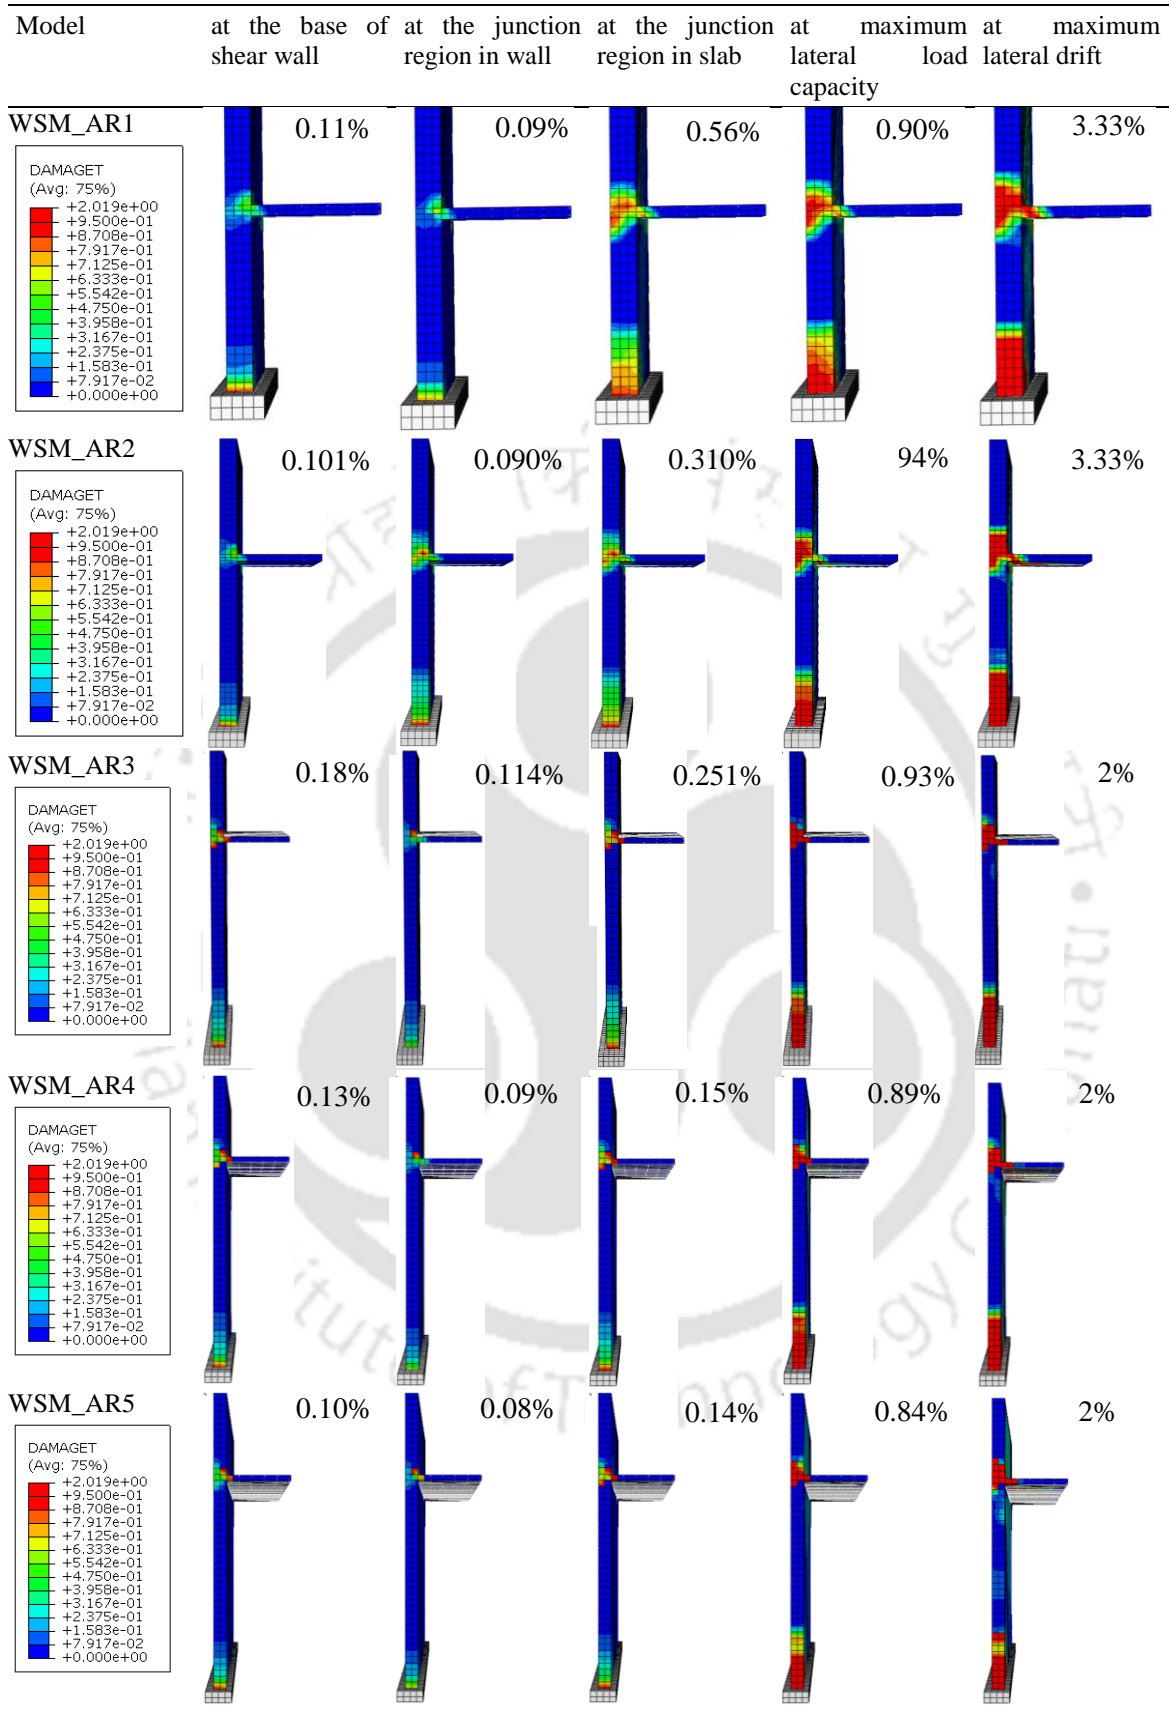 Model
at the base of
shear wall
at the junction
region in wall
at the junction
region in slab
at maximum
lateral load
capacity
at maximum
lateral drift
WSM_AR1
0.11%
0.09%
0.56%
0.90%
3.33%
DAMAGET
(Avg: 75%)
+2.019e+00
+9.500e-01
+8.708e-01
+7.917e-01
+7.125e-01
+6.333e-01
+5.542e-01
+4.750e-01
+3.958e-01
+3.167e-01
+2.375e-01
+1.583e-01
+7.917e-02
+0.000e+00
WSM_AR2
0.101%
0.090%
0.310%
94%
3.33%
DAMAGET
(Avg: 75%)
+2.019e+00
+9.500e-01
+8.708e-01
+7.917e-01
+7.125e-01
+6.333e-01
+5.542e-01
+4.750e-01
+3.958e-01
+3.167e-01
+2.375e-01
+1.583e-01
+7.917e-02
+0.000e+00
WSM_AR3
0.18%
0.114%
0.251%
0.93%
2%
DAMAGET
(Avg: 75%)
+2.019e+00
+9.500e-01
+8.708e-01
+7.917e-01
+7.125e-01
+6.333e-01
+5.542e-01
+4.750e-01
+3.958e-01
+3.167e-01
+2.375e-01
+1.583e-01
+7.917e-02
+0.000e+00
WSM_AR4
0.13%
0.09%
0.15%
0.89%
2%
DAMAGET
(Avg: 75%)
+2.019e+00
+9.500e-01
+8.708e-01
+7.917e-01
+7.125e-01
+6.333e-01
+5.542e-01
+4.750e-01
+3.958e-01
+3.167e-01
+2.375e-01
+1.583e-01
+7.917e-02
+0.000e+00
WSM_AR5
0.10%
0.08%
0.14%
0.84%
2%
DAMAGET
(Avg: 75%)
+2.019e+00
+9.500e-01
+8.708e-01
+7.917e-01
+7.125e-01
+6.333e-01
+5.542e-01
+4.750e-01
+3.958e-01
+3.167e-01
+2.375e-01
+1.583e-01
+7.917e-02
+0.000e+00